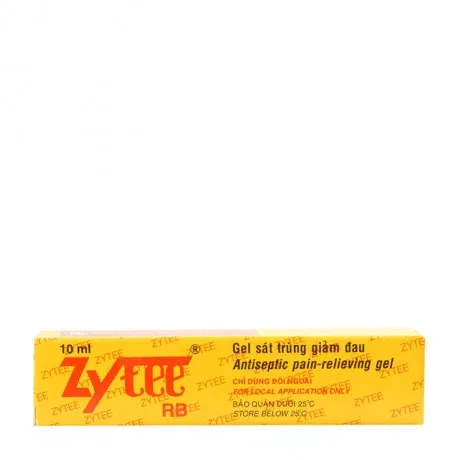 10 ml
Zytee®
RB
Gel sát trùng giảm đau
Antiseptic pain-relieving gel
CHỈ DÙNG BÔI NGOÀI
FOR LOCAL APPLICATION ONLY
BẢO QUẢN DƯỚI 25°C
STORE BELOW 25°C